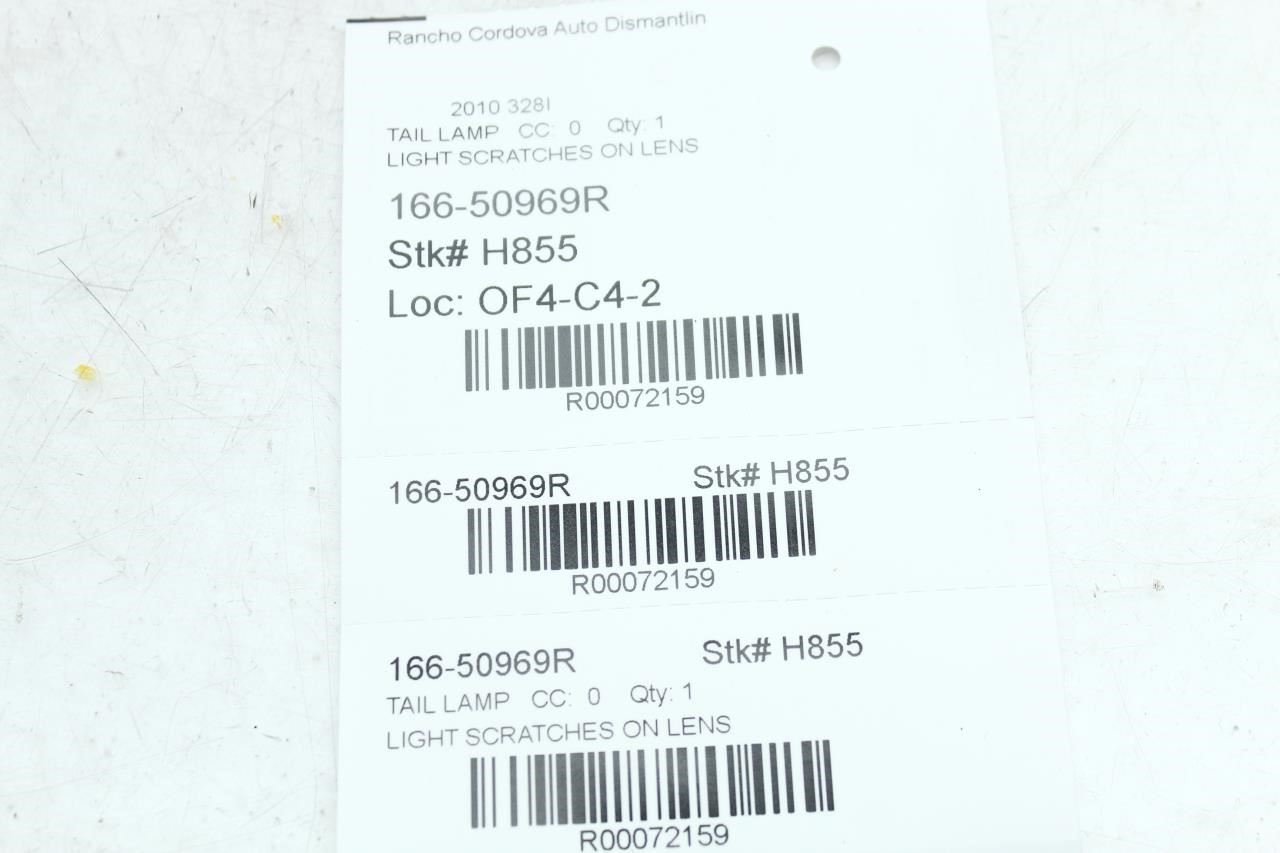 Rancho Cordova Auto Dismantlin
2010 328I
TAIL LAMP CC: 0 Qty: 1
LIGHT SCRATCHES ON LENS
166-50969R
Stk# H855
Loc: OF4-C4-2
R00072159
166-50969R Stk# H855
R00072159
166-50969R Stk# H855
TAIL LAMP CC: 0 Qty: 1
LIGHT SCRATCHES ON LENS
R00072159